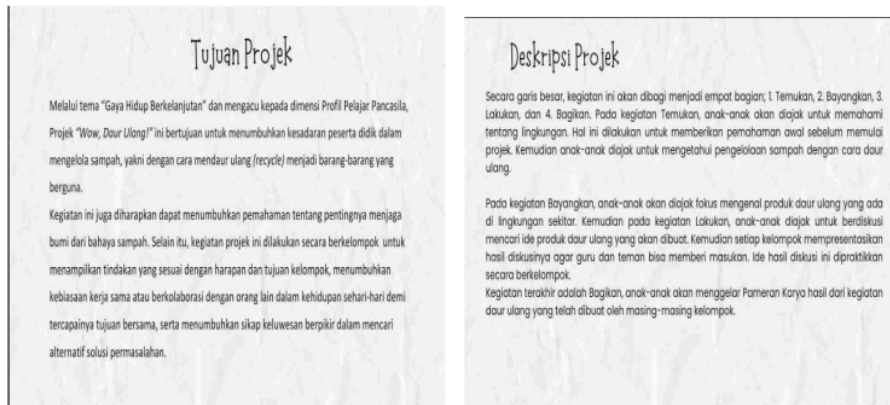 Tujuan Projek
Melalui tema "Gaya Hidup Berkelanjutan" dan mengacu kepada dimensi Profil Pelajar Pancasila,
Projek "Wow, Daur Ulang!" ini bertujuan untuk menumbuhkan kesadaran peserta didik dalam
mengelola sampah, yakni dengan cara mendaur ulang (recycle) menjadi barang-barang yang
berguna.
Kegiatan ini juga diharapkan dapat menumbuhkan pemahaman tentang pentingnya menjaga
bumi dari bahaya sampah. Selain itu, kegiatan projek ini dilakukan secara berkelompok untuk
menampilkan tindakan yang sesuai dengan harapan dan tujuan kelompok, menumbuhkan
kebiasaan kerja sama atau berkolaborasi dengan orang lain dalam kehidupan sehari-hari demi
tercapainya tujuan bersama, serta menumbuhkan sikap keluwesan berpikir dalam mencari
alternatif solusi permasalahan.
Deskripsi Projek
Secara garis besar, kegiatan ini akan dibagi menjadi empat bagian; 1. Temukan, 2. Bayangkan, 3.
Lakukan, dan 4. Bagikan. Pada kegiatan Temukan, anak-anak akan diajak untuk memahami
tentang lingkungan. Hal ini dilakukan untuk memberikan pemahaman awal sebelum memulai
projek. Kemudian anak-anak diajak untuk mengetahui pengelolaan sampah dengan cara daur
ulang.
Pada kegiatan Bayangkan, anak-anak akan diajak fokus mengenal produk daur ulang yang ada
di lingkungan sekitar. Kemudian pada kegiatan Lakukan, anak-anak diajak untuk berdiskusi
mencari ide produk daur ulang yang akan dibuat. Kemudian setiap kelompok mempresentasikan
hasil diskusinya agar guru dan teman bisa memberi masukan. Ide hasil diskusi ini dipraktikkan
secara berkelompok.
Kegiatan terakhir adalah Bagikan, anak-anak akan menggelar Pameran Karya hasil dari kegiatan
daur ulang yang telah dibuat oleh masing-masing kelompok.